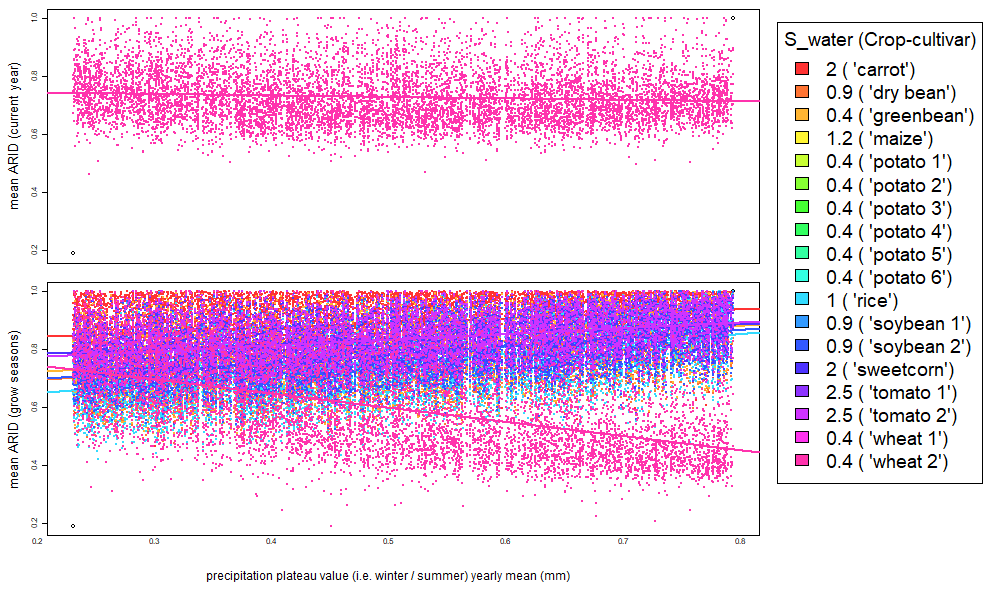 mean ARID (current year)
1.0
0.8
0.6
0.4
0.2
mean ARID (grow seasons)
1.0
0.8
0.6
0.4
0.2
0.2 0.3 0.4 0.5 0.6 0.7 0.8
precipitation plateau value (i.e. winter / summer) yearly mean (mm)
S_water (Crop-cultivar)
2 ( 'carrot')
0.9 ( 'dry bean')
0.4 ( 'greenbean')
1.2 ( 'maize')
0.4 ( 'potato 1')
0.4 ( 'potato 2')
0.4 ( 'potato 3')
0.4 ( 'potato 4')
0.4 ( 'potato 5')
0.4 ( 'potato 6')
1 ( 'rice')
0.9 ( 'soybean 1')
0.9 ( 'soybean 2')
2 ( 'sweetcorn')
2.5 ( 'tomato 1')
2.5 ( 'tomato 2')
0.4 ( 'wheat 1')
0.4 ( 'wheat 2')